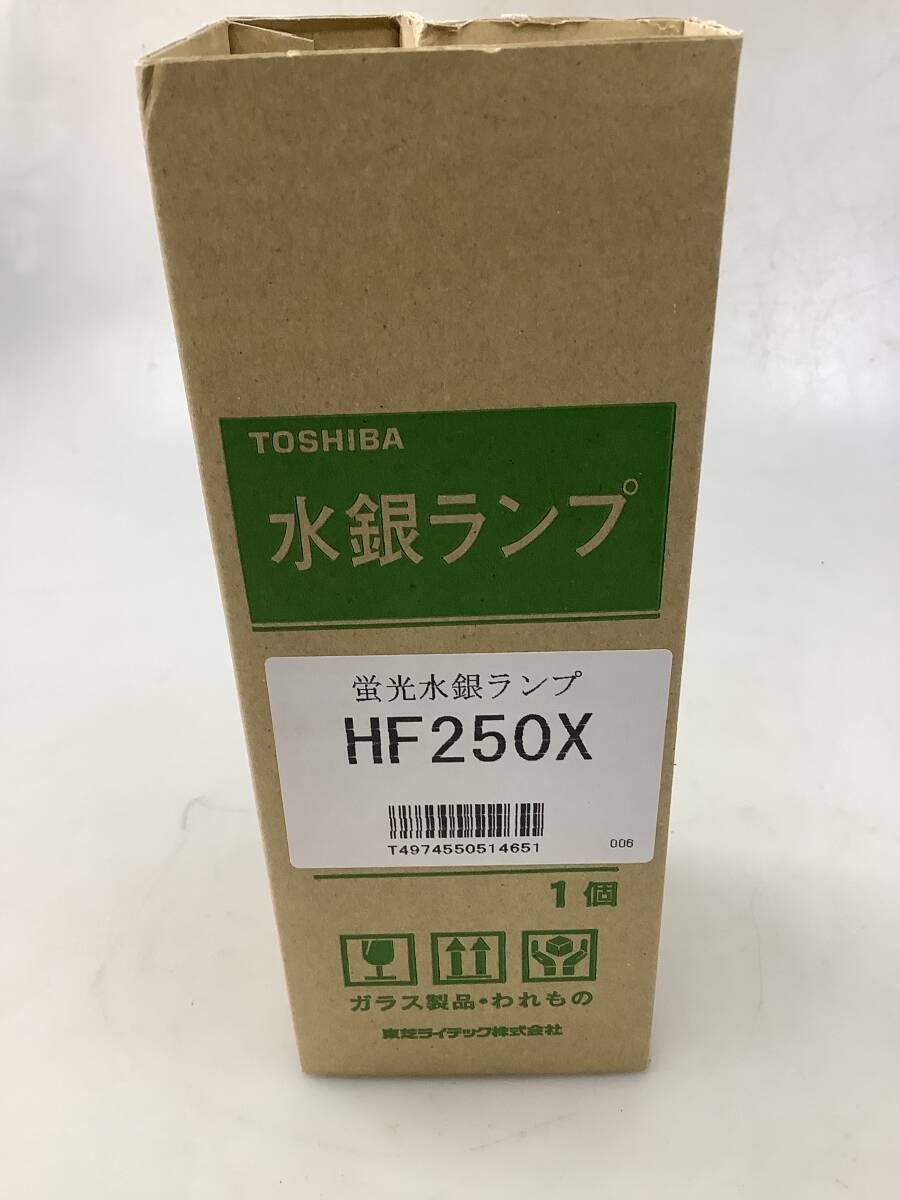 TOSHIBA
水銀ランプ
蛍光水銀ランプ
HF250X
T4974550514651
006
1個
ガラス製品・われもの
東芝ライテック株式会社